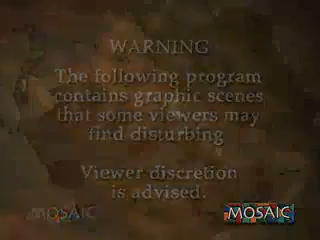 WARNING
The following program
contains graphic scenes
that some viewers may
find disturbing
Viewer discretion
is advised.
MOSAIC MOSAIC